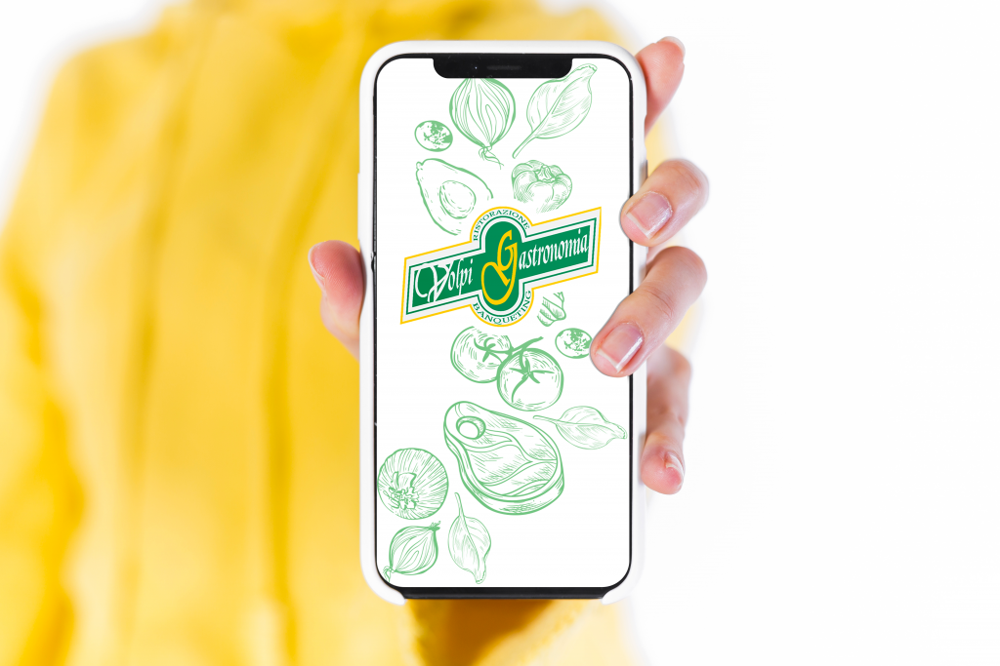 RISTORAZIONE
Volpi Gastronomia
BANQUETING